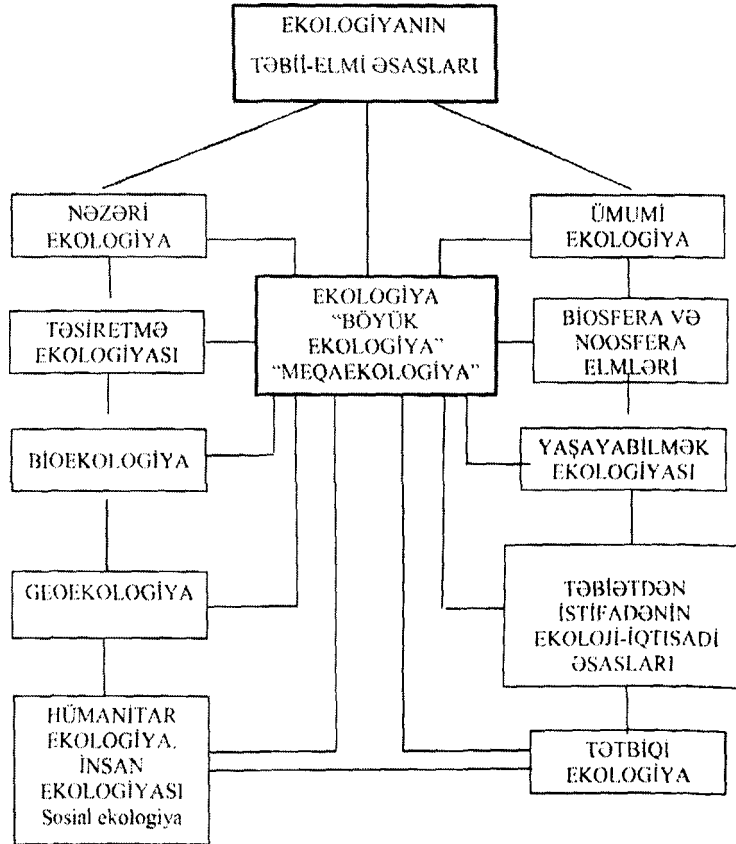 EKOLOGİYANIN
TƏBİİ-ELMİ ƏSASLARI
NƏZƏRİ
EKOLOGİYA
ÜMUMİ
EKOLOGİYA
EKOLOGİYA
“BÖYÜK
EKOLOGİYA”
“MEQAEKOLOGİYA”
TƏSİRETMƏ
EKOLOGİYASI
BİOSFERA VƏ
NOOSFERA
ELMLƏRİ
BİOEKOLOGİYA
YAŞAYABİLMƏK
EKOLOGİYASI
GEOEKOLOGİYA
TƏBİƏTDƏN
İSTİFADƏNİN
EKOLOJİ-İQTISADİ
ƏSASLARI
HÜMANİTAR
EKOLOGİYA.
İNSAN
EKOLOGİYASI
Sosial ekologiya
TƏTBİQİ
EKOLOGİYA